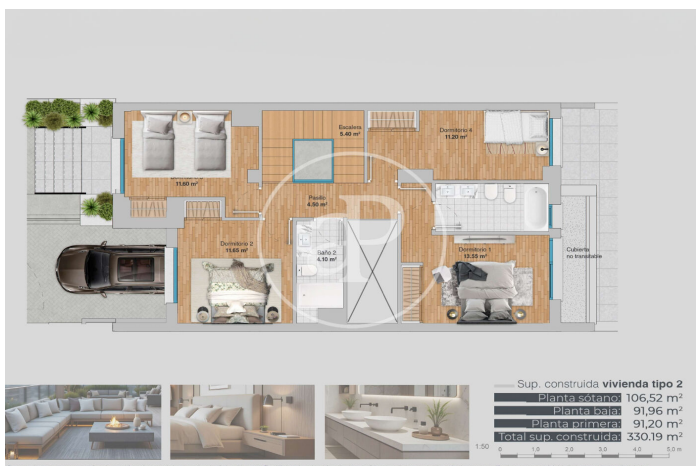 Escalera
5.40 m²
Dormitorio 4
11.20 m²
11.60 m²
Pasillo
4.50 m²
Dormitorio 2
11.65 m²
Baño 2
4.10 m²
Dormitorio 1
13.55 m²
Cubierta
no transitable
Sup. construida vivienda tipo 2
Planta sótano: 106,52 m²
Planta baja: 91,96 m²
Planta primera: 91,20 m²
Total sup. construida: 330.19 m²
1:50
0 1,0 2,0 3,0 4,0 5,0 m